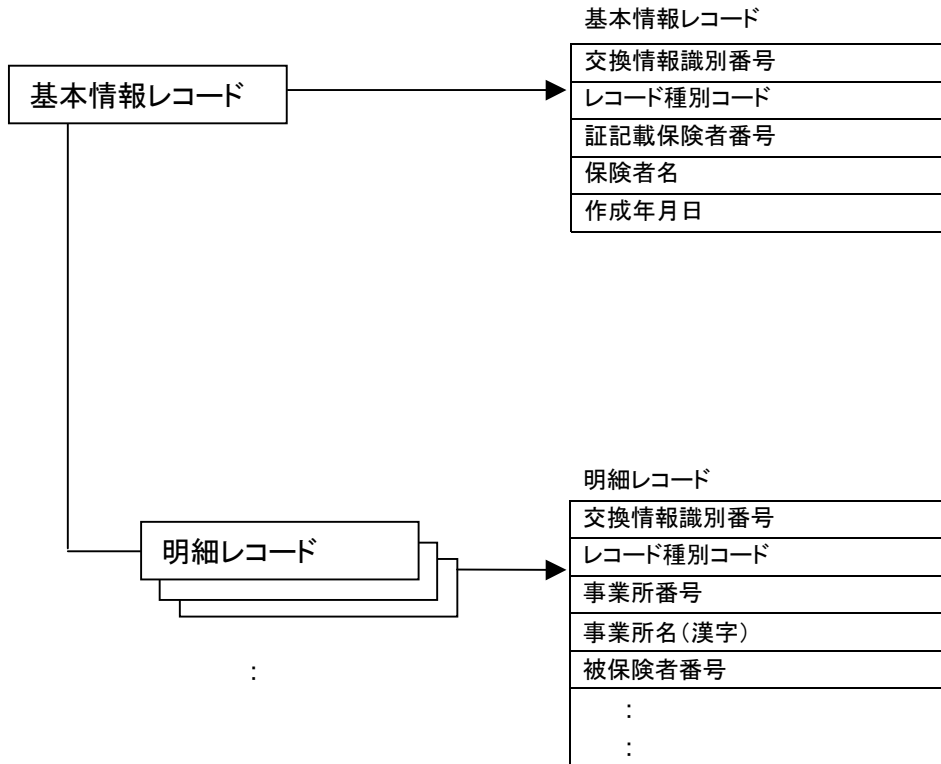 基本情報レコード
基本情報レコード
交換情報識別番号
レコード種別コード
証記載保険者番号
保険者名
作成年月日
明細レコード
明細レコード
交換情報識別番号
レコード種別コード
事業所番号
事業所名(漢字)
被保険者番号
:
:
: